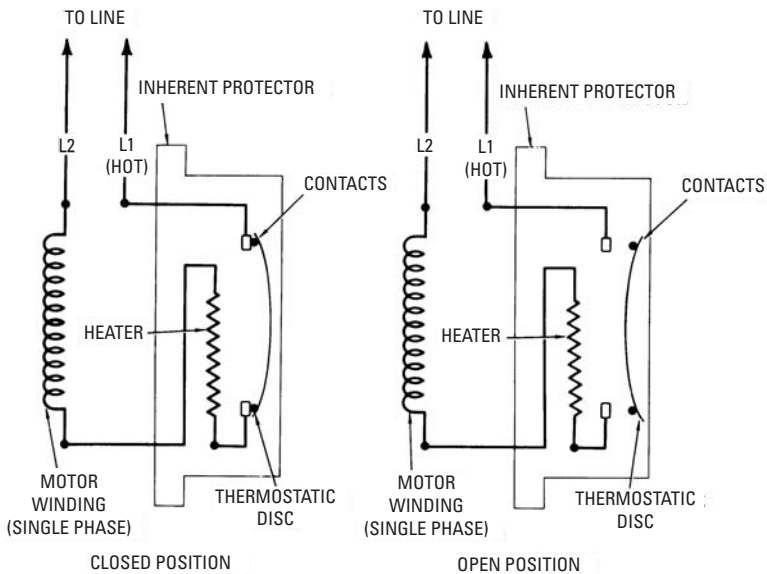 TO LINE
INHERENT PROTECTOR
L2
L1
(HOT)
CONTACTS
HEATER
MOTOR
WINDING
(SINGLE PHASE)
THERMOSTATIC
DISC
CLOSED POSITION
TO LINE
INHERENT PROTECTOR
L2
L1
(HOT)
CONTACTS
HEATER
MOTOR
WINDING
(SINGLE PHASE)
THERMOSTATIC
DISC
OPEN POSITION